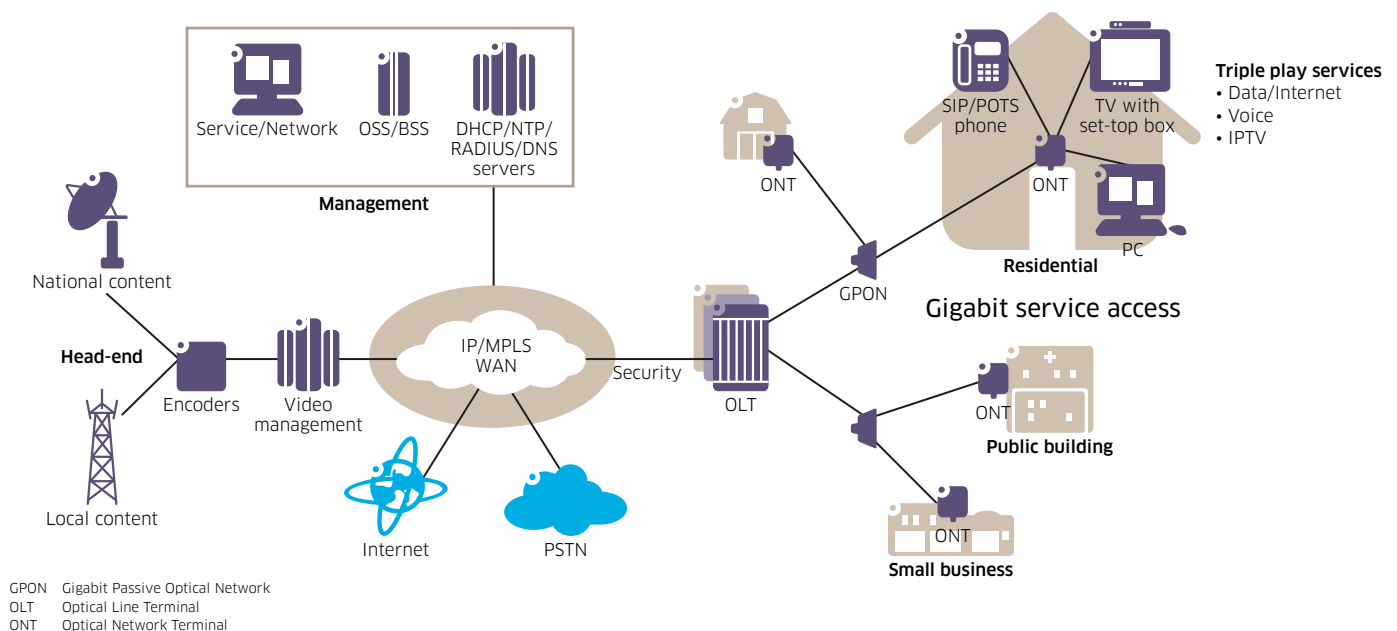 Service/Network
OSS/BSS
DHCP/NTP/
RADIUS/DNS
servers
Management
National content
Head-end
Encoders
Video
management
Local content
IP/MPLS
WAN
Internet
PSTN
Security
OLT
GPON
ONT
SIP/POTS
phone
TV with
set-top box
ONT
PC
Residential
Triple play services
• Data/Internet
• Voice
• IPTV
Gigabit service access
ONT
Public building
ONT
Small business
GPON Gigabit Passive Optical Network
OLT Optical Line Terminal
ONT Optical Network Terminal